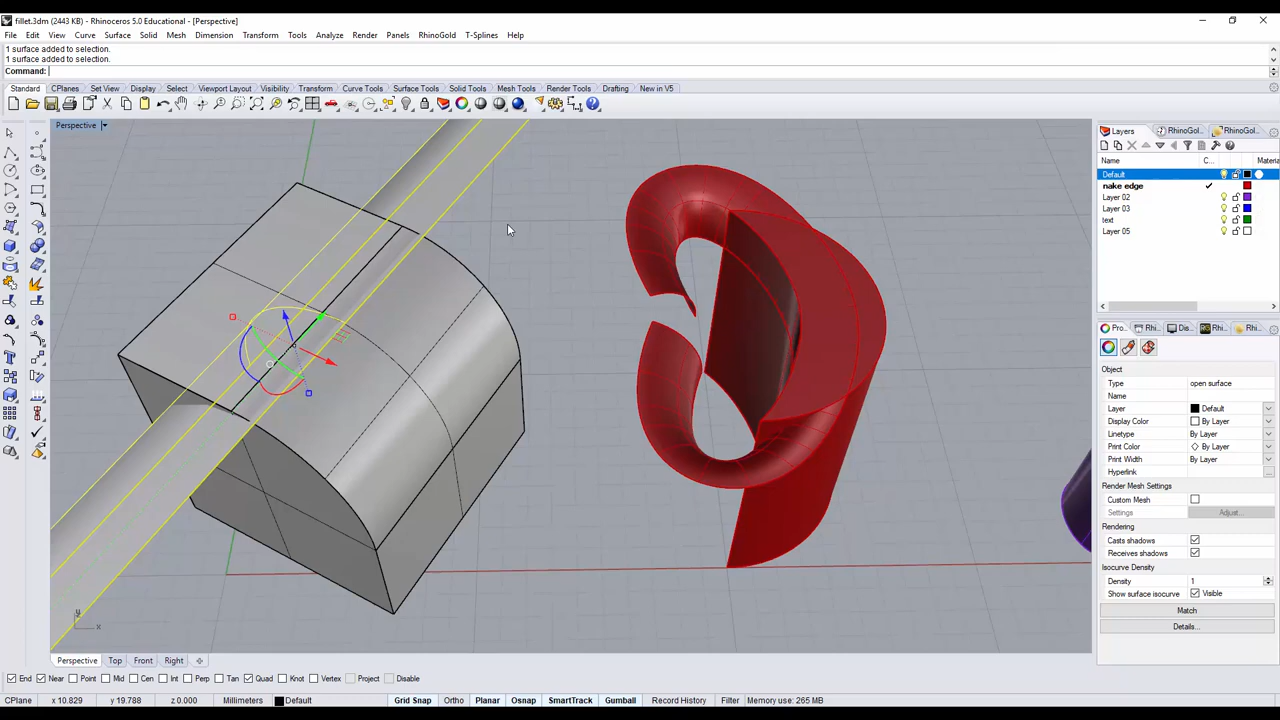 fillet.3dm (2443 KB) - Rhinoceros 5.0 Educational - [Perspective]
File Edit View Curve Surface Solid Mesh Dimension Transform Tools Analyze Render Panels RhinoGold T-Splines Help
1 surface added to selection.
1 surface added to selection.
Command:
Standard CPlanes Set View Display Select Viewport Layout Visibility Transform Curve Tools Surface Tools Solid Tools Mesh Tools Render Tools Drafting New in V5
Perspective
Layers RhinoGol... RhinoGol...
Name C... Materia
Default
nake edge
Layer 02
Layer 03
text
Layer 05
Pro... Rhi... Dis... Rhi... Rhi...
Object
Type open surface
Name
Layer Default
Display Color By Layer
Linetype By Layer
Print Color By Layer
Print Width By Layer
Hyperlink ...
Render Mesh Settings
Custom Mesh
Settings Adjust...
Rendering
Casts shadows
Receives shadows
Isocurve Density
Density 1
Show surface isocurve Visible
Match
Details...
y
x
Perspective Top Front Right
End Near Point Mid Cen Int Perp Tan Quad Knot Vertex Project Disable
CPlane x 10.829 y 19.788 z 0.000 Millimeters Default Grid Snap Ortho Planar Osnap SmartTrack Gumball Record History Filter Memory use: 265 MB